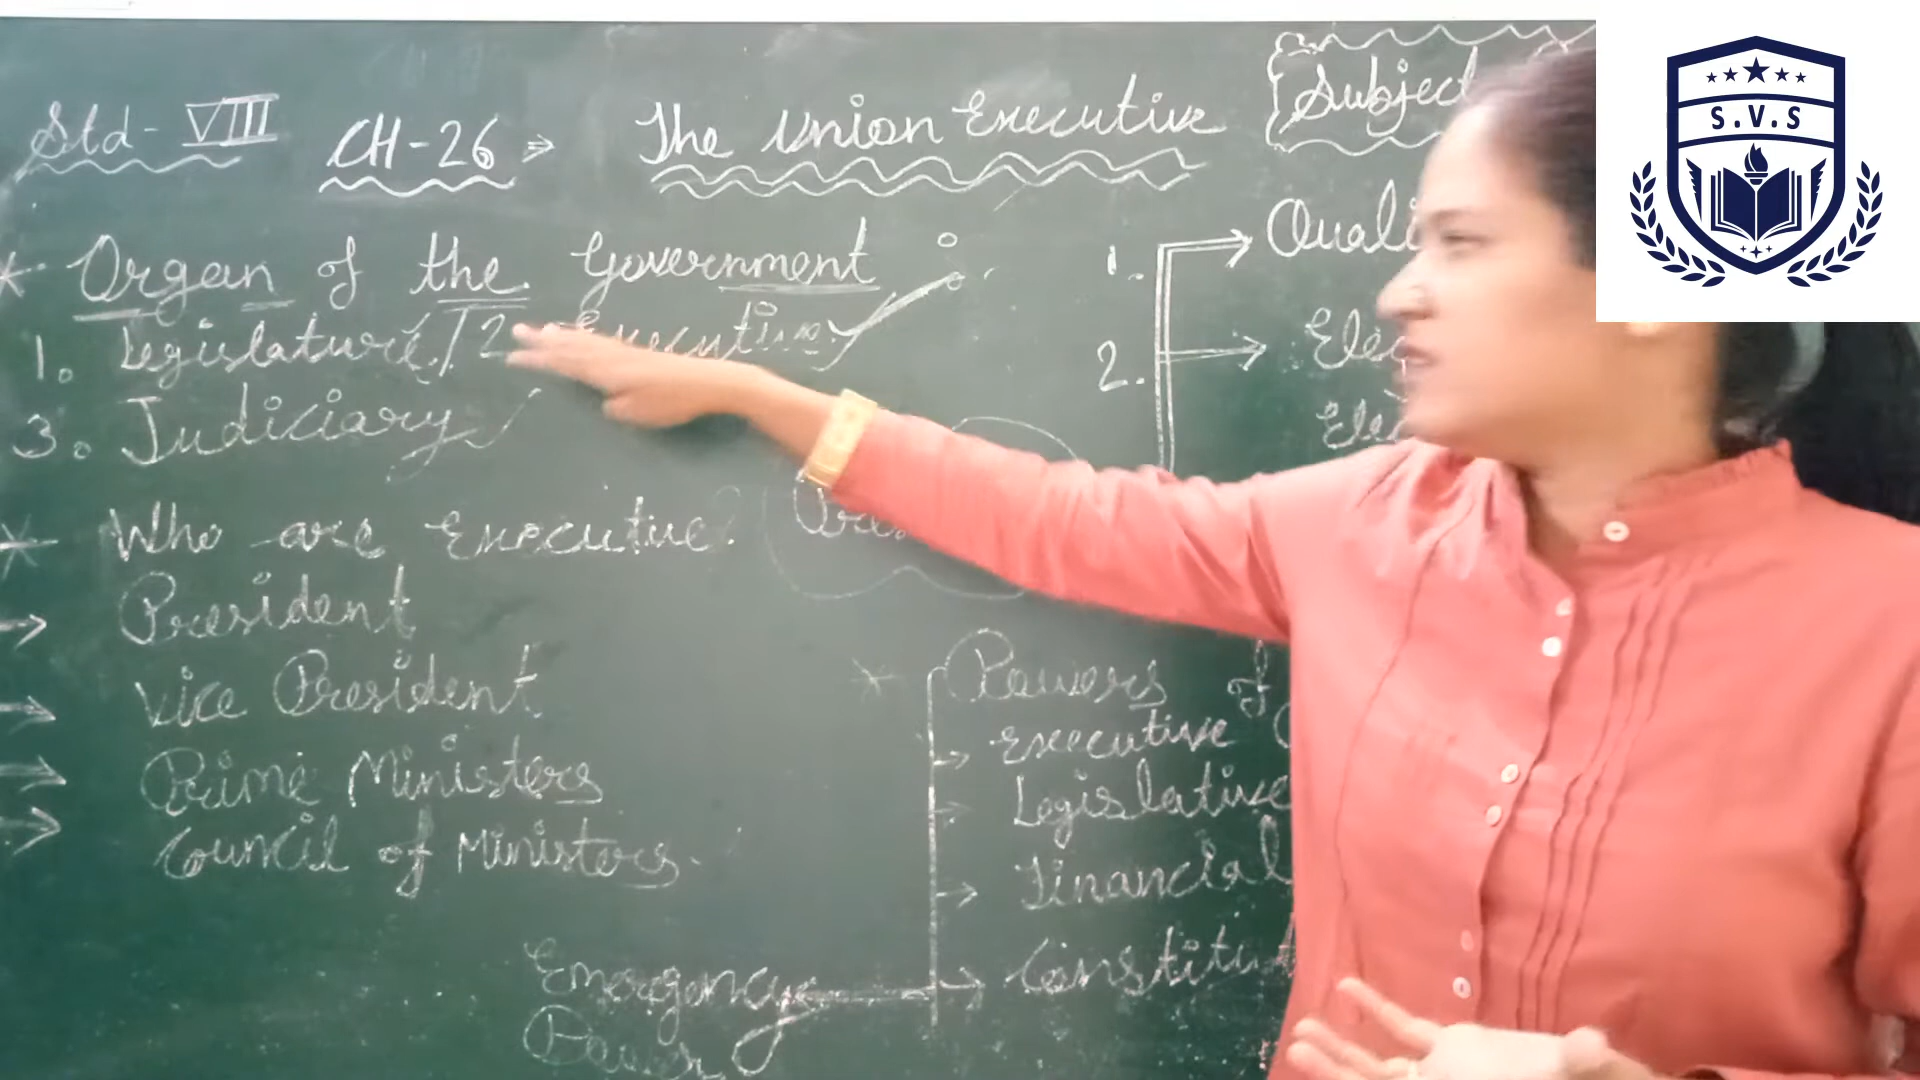 Std- VIII CH-26 ⇒ The Union Executive
Subject
S.V.S
* Organ of the Government
1. Legislature / 2 Executive
3. Judiciary
* Who are Executive?
→ President
→ Vice President
→ Prime Ministers
→ Council of Ministers.
1. → Quali
2. → Elec
Ele
* Powers of
→ Executive
→ Legislative
→ Financial
→ Constitut
Emergency
Power